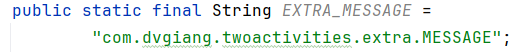 public static final String EXTRA_MESSAGE =
"com.dvgiang.twoactivities.extra.MESSAGE";